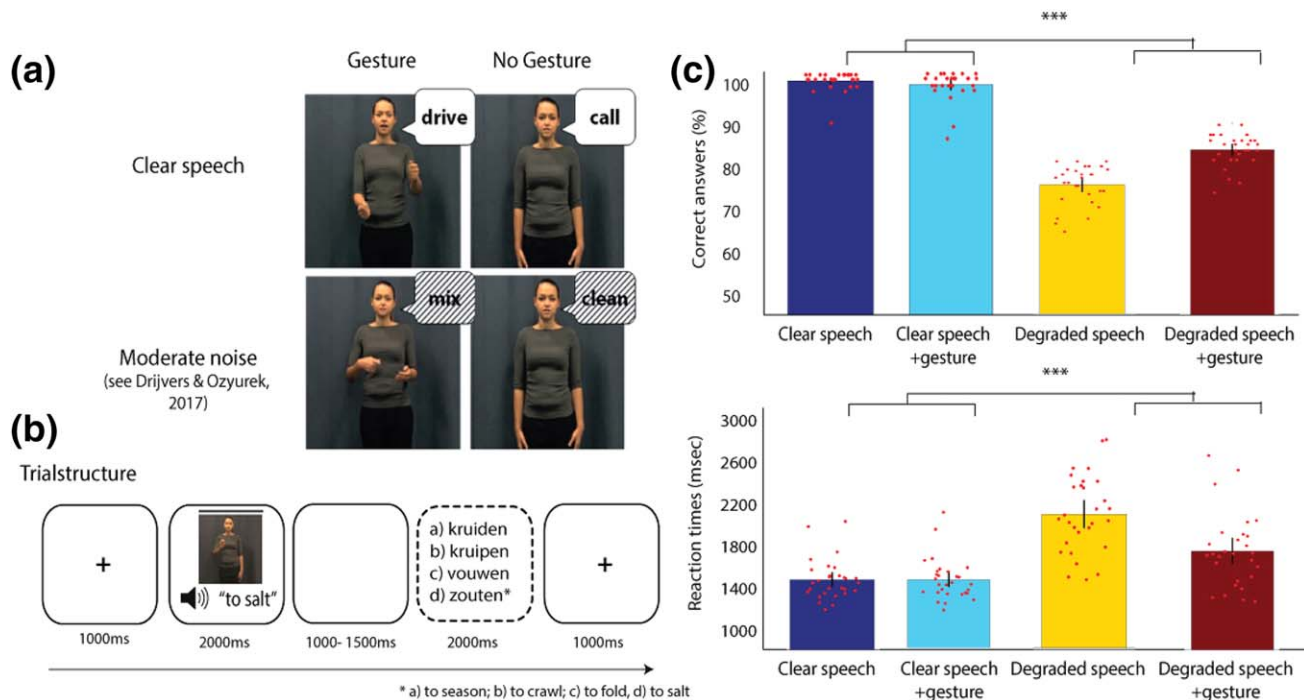 (a)
Gesture
No Gesture
Clear speech
drive
call
Moderate noise
(see Drijvers & Ozyurek,
2017)
mix
clean
(b)
Trialstructure
+
"to salt"
a) kruiden
b) kruipen
c) vouwen
d) zouten*
+
1000ms
2000ms
1000- 1500ms
2000ms
1000ms
* a) to season; b) to crawl; c) to fold, d) to salt
(c)
***
Correct answers (%)
100
90
80
70
60
50
Clear speech
Clear speech
+gesture
Degraded speech
Degraded speech
+gesture
***
Reaction times (msec)
3000
2600
2200
1800
1400
1000
Clear speech
Clear speech
+gesture
Degraded speech
Degraded speech
+gesture